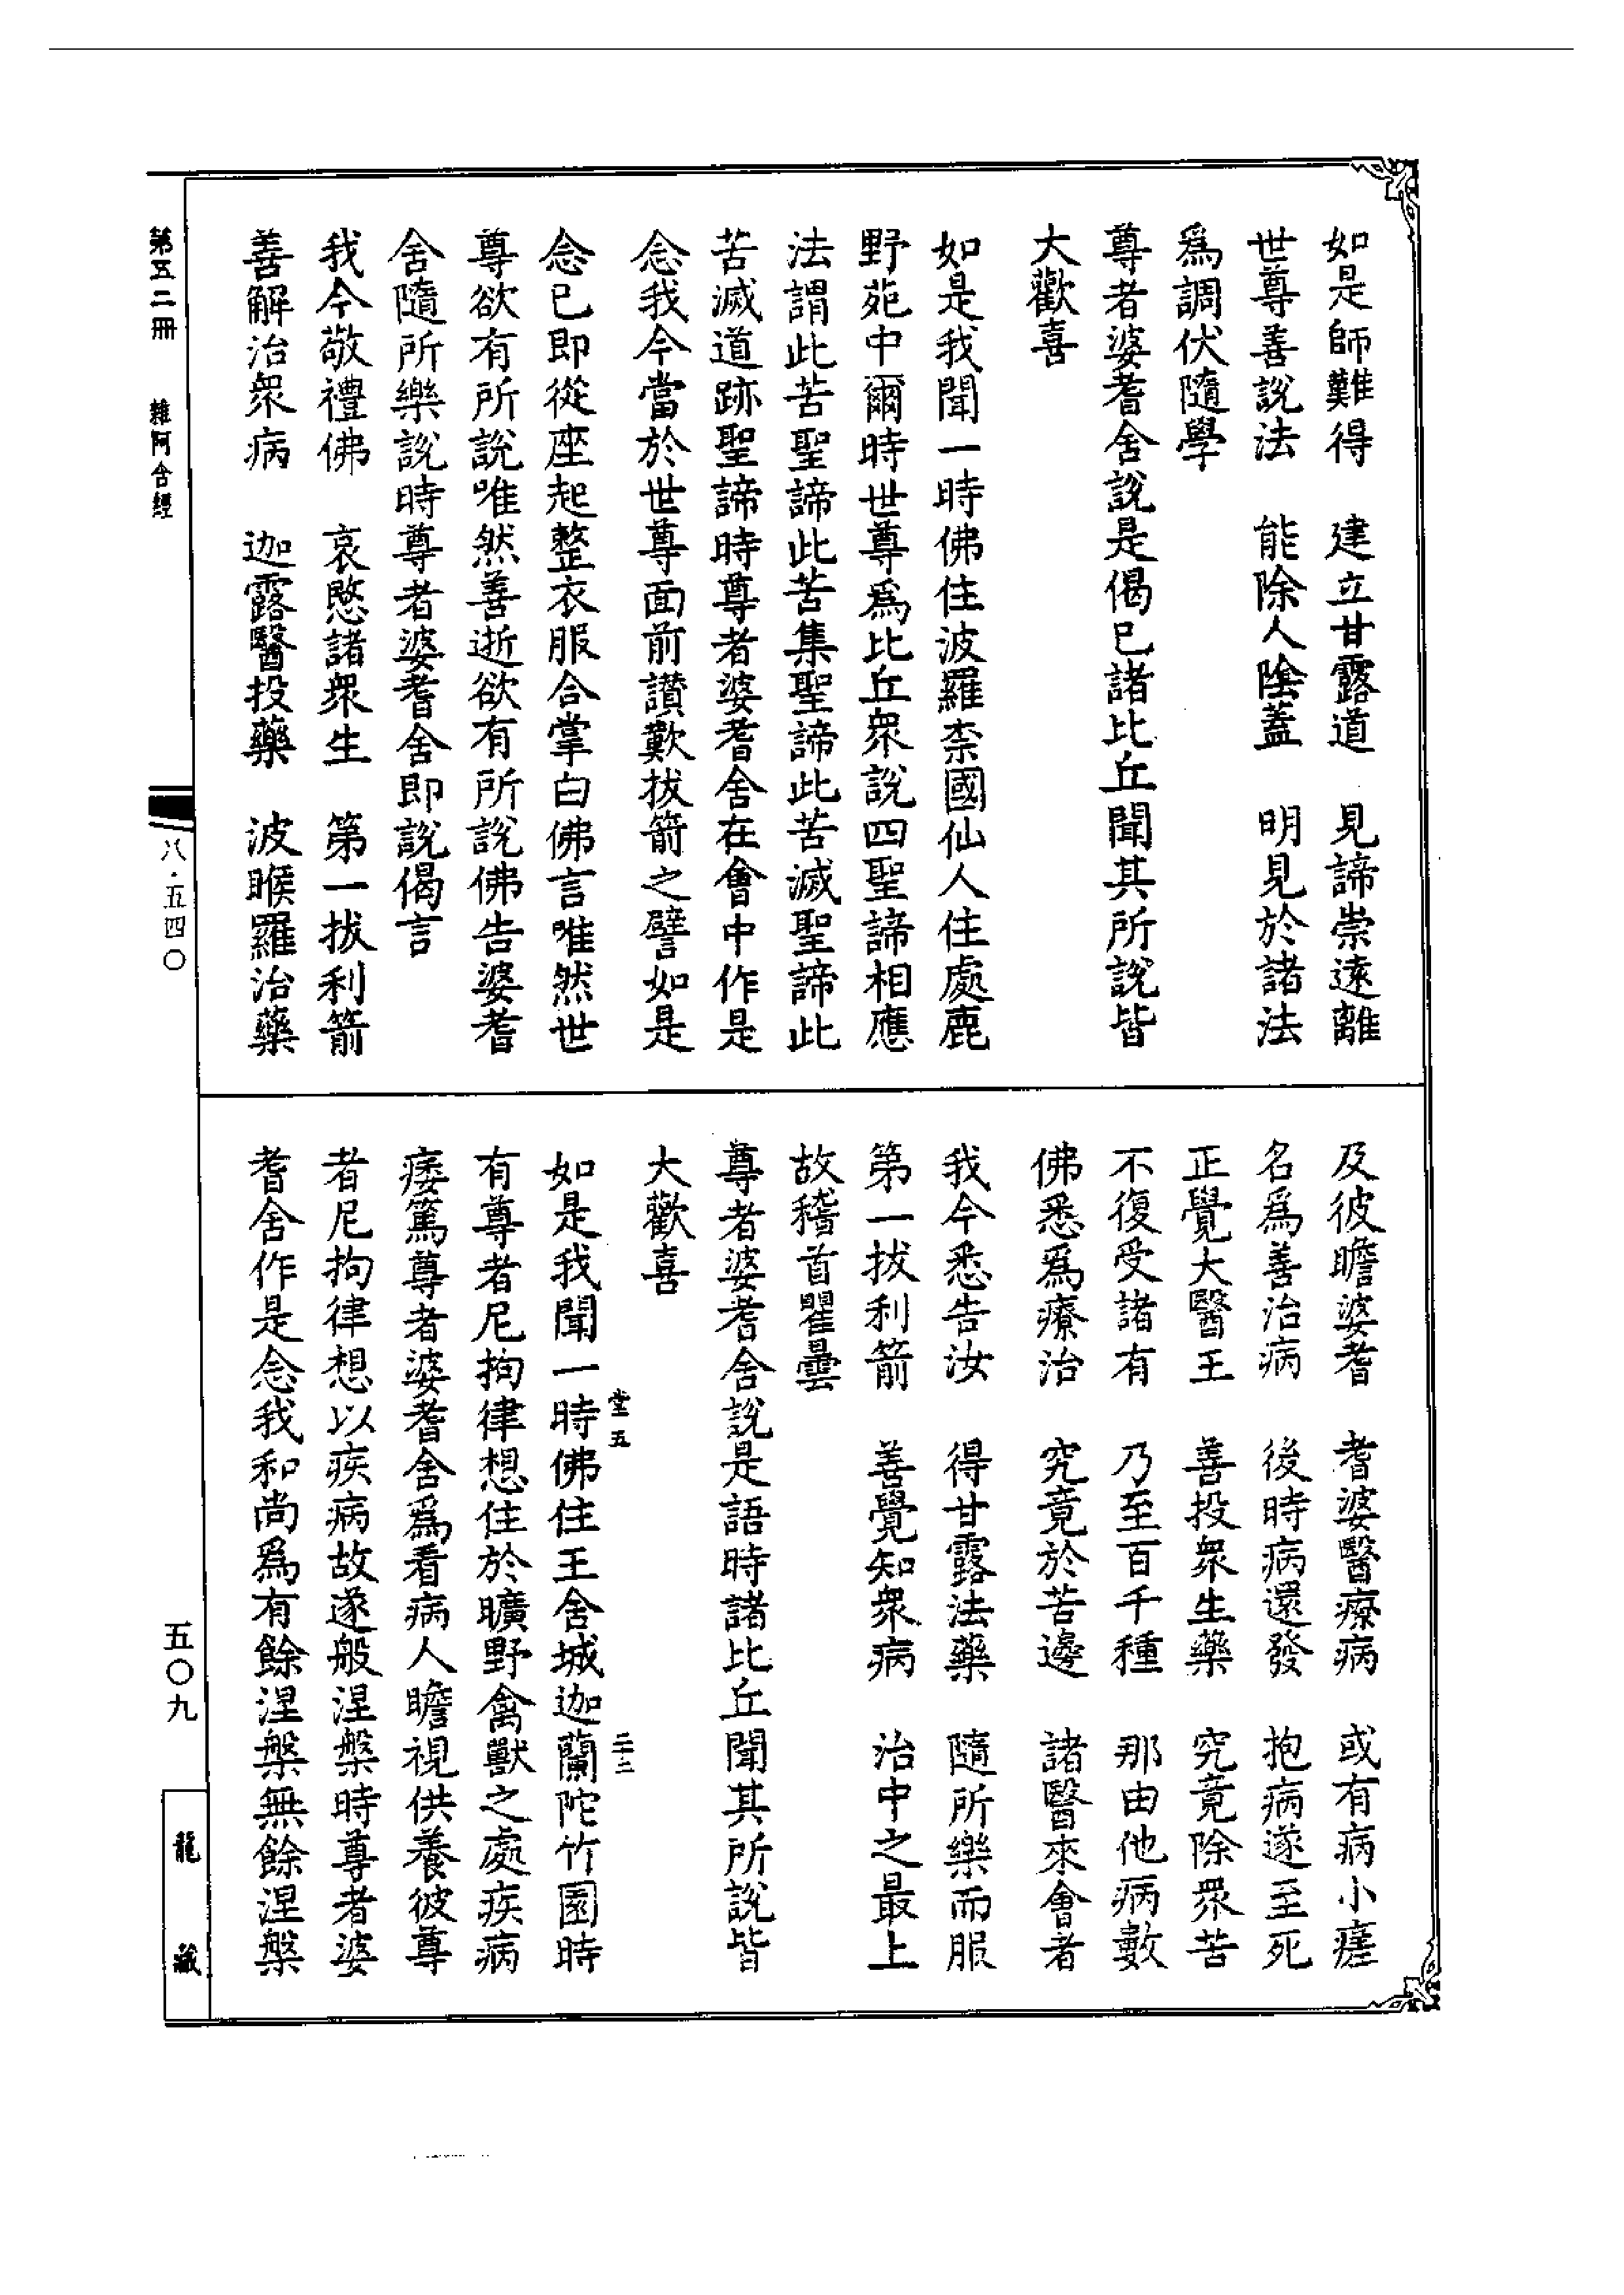 如是師難得　建立甘露道　見諦崇遠離
世尊善說法　能除人陰蓋　明見於諸法
爲調伏隨學
尊者婆耆舍說是偈已諸比丘聞其所說皆
大歡喜
如是我聞一時佛住波羅柰國仙人住處鹿
野苑中爾時世尊爲比丘衆說四聖諦相應
法謂此苦聖諦此苦集聖諦此苦滅聖諦此
苦滅道跡聖諦時尊者婆耆舍在會中作是
念我今當於世尊面前讚歎拔箭之譬如是
念已即從座起整衣服合掌白佛言唯然世
尊欲有所說唯然善逝欲有所說佛告婆耆
舍隨所樂說時尊者婆耆舍即說偈言
我今敬禮佛　哀愍諸衆生　第一拔利箭
善解治衆病　迦露醫投藥　波睺羅治藥
及彼瞻婆耆　耆婆醫療病　或有病小瘥
名爲善治病　後時病還發　抱病遂至死
正覺大醫王　善投衆生藥　究竟除衆苦
不復受諸有　乃至百千種　那由他病數
佛悉爲療治　究竟於苦邊　諸醫來會者
我今悉告汝　得甘露法藥　隨所樂而服
第一拔利箭　善覺知衆病　治中之最上
故稽首瞿曇
尊者婆耆舍說是語時諸比丘聞其所說皆
大歡喜
堂五　二十二
如是我聞一時佛住王舍城迦蘭陀竹園時
有尊者尼拘律想住於曠野禽獸之處疾病
痿篤尊者婆耆舍爲看病人瞻視供養彼尊
者尼拘律想以疾病故遂般涅槃時尊者婆
耆舍作是念我和尚爲有餘涅槃無餘涅槃
第五二冊　雜阿含經
八·五四〇
五〇九
龍藏